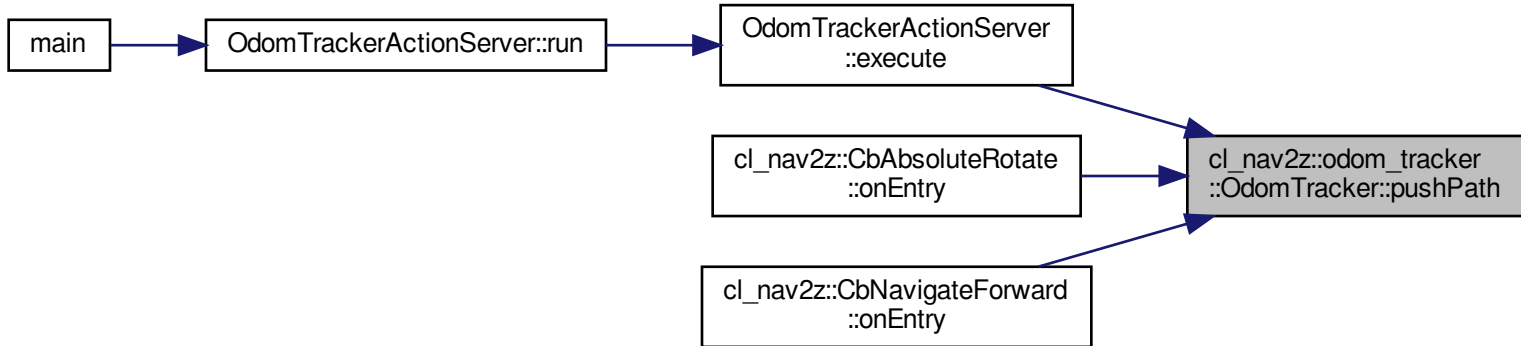 main
OdomTrackerActionServer::run
OdomTrackerActionServer
::execute
cl_nav2z::CbAbsoluteRotate
::onEntry
cl_nav2z::CbNavigateForward
::onEntry
cl_nav2z::odom_tracker
::OdomTracker::pushPath